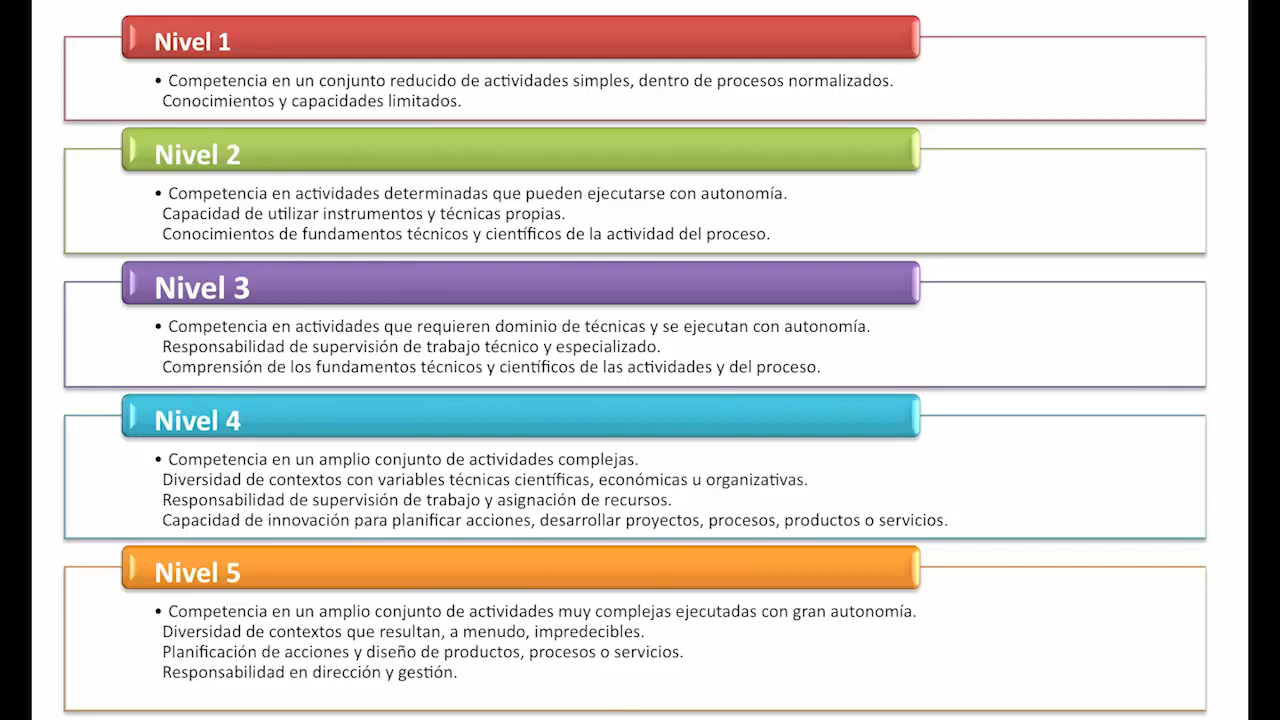 Nivel 1
• Competencia en un conjunto reducido de actividades simples, dentro de procesos normalizados.
Conocimientos y capacidades limitados.
Nivel 2
• Competencia en actividades determinadas que pueden ejecutarse con autonomía.
Capacidad de utilizar instrumentos y técnicas propias.
Conocimientos de fundamentos técnicos y científicos de la actividad del proceso.
Nivel 3
• Competencia en actividades que requieren dominio de técnicas y se ejecutan con autonomía.
Responsabilidad de supervisión de trabajo técnico y especializado.
Comprensión de los fundamentos técnicos y científicos de las actividades y del proceso.
Nivel 4
• Competencia en un amplio conjunto de actividades complejas.
Diversidad de contextos con variables técnicas científicas, económicas u organizativas.
Responsabilidad de supervisión de trabajo y asignación de recursos.
Capacidad de innovación para planificar acciones, desarrollar proyectos, procesos, productos o servicios.
Nivel 5
• Competencia en un amplio conjunto de actividades muy complejas ejecutadas con gran autonomía.
Diversidad de contextos que resultan, a menudo, impredecibles.
Planificación de acciones y diseño de productos, procesos o servicios.
Responsabilidad en dirección y gestión.